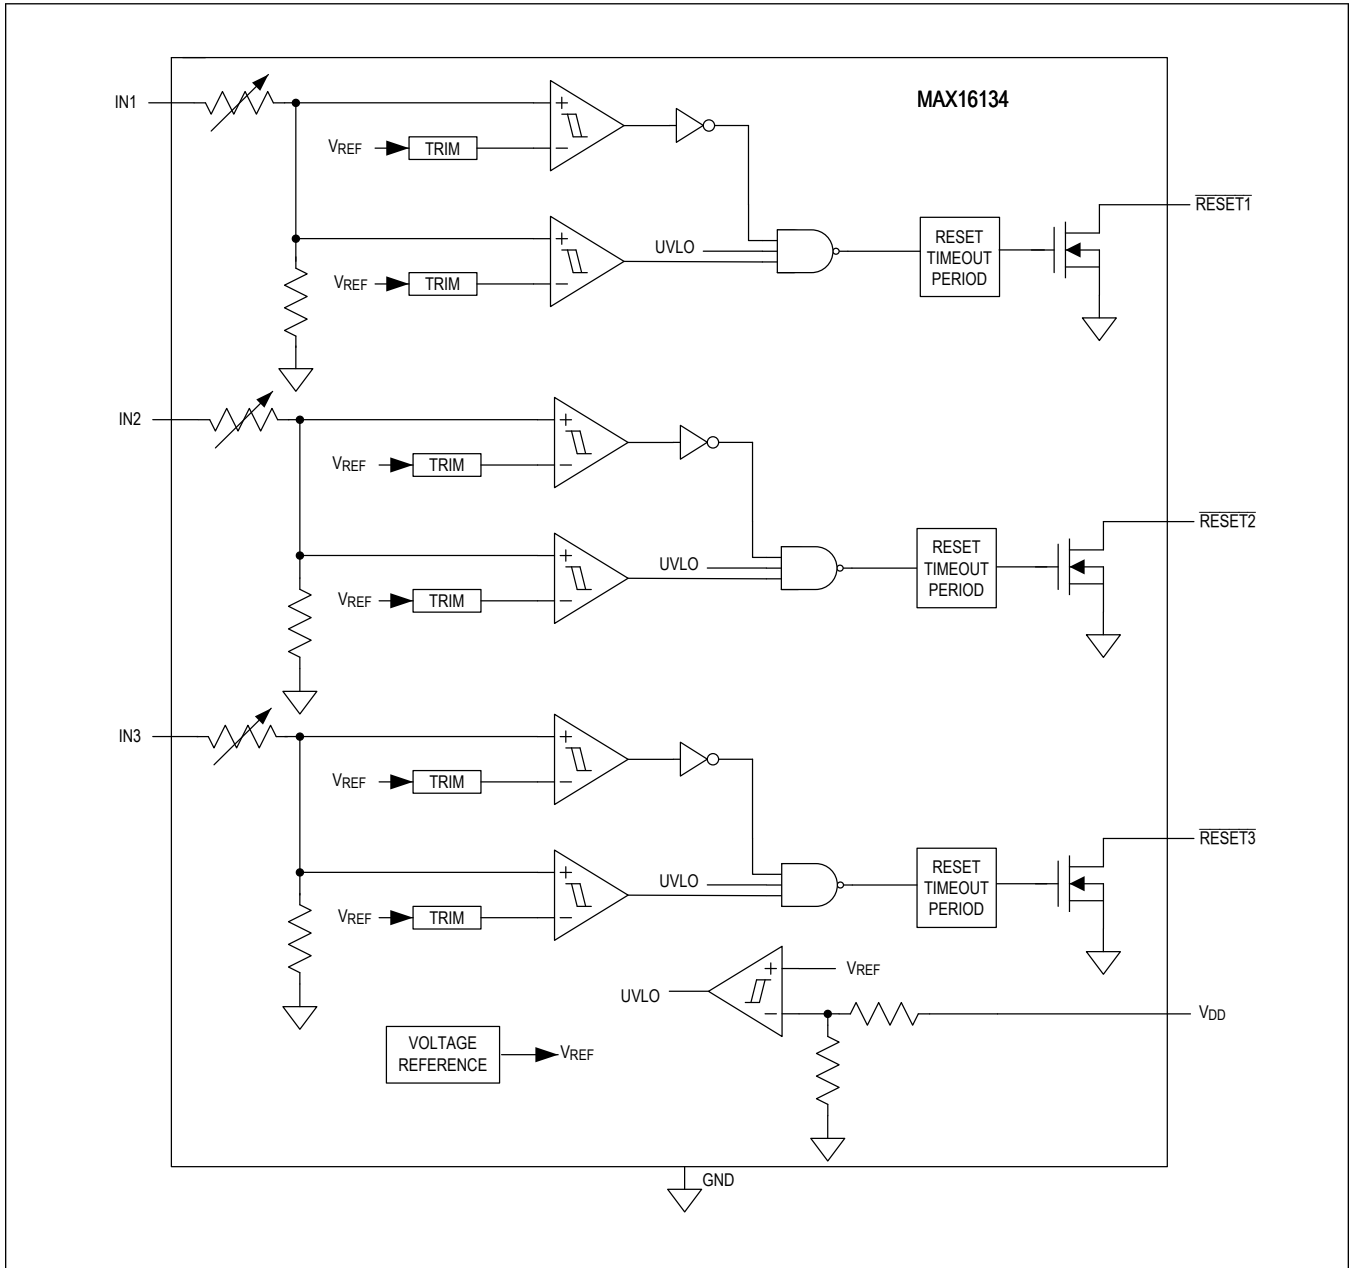 MAX16134
IN1
+
VREF
TRIM
−
RESET1
+
UVLO
RESET
TIMEOUT
PERIOD
VREF
TRIM
−
IN2
+
VREF
TRIM
−
RESET2
+
UVLO
RESET
TIMEOUT
PERIOD
VREF
TRIM
−
IN3
+
VREF
TRIM
−
RESET3
+
UVLO
RESET
TIMEOUT
PERIOD
VREF
TRIM
−
+
VREF
UVLO
−
VDD
VOLTAGE
REFERENCE
VREF
GND